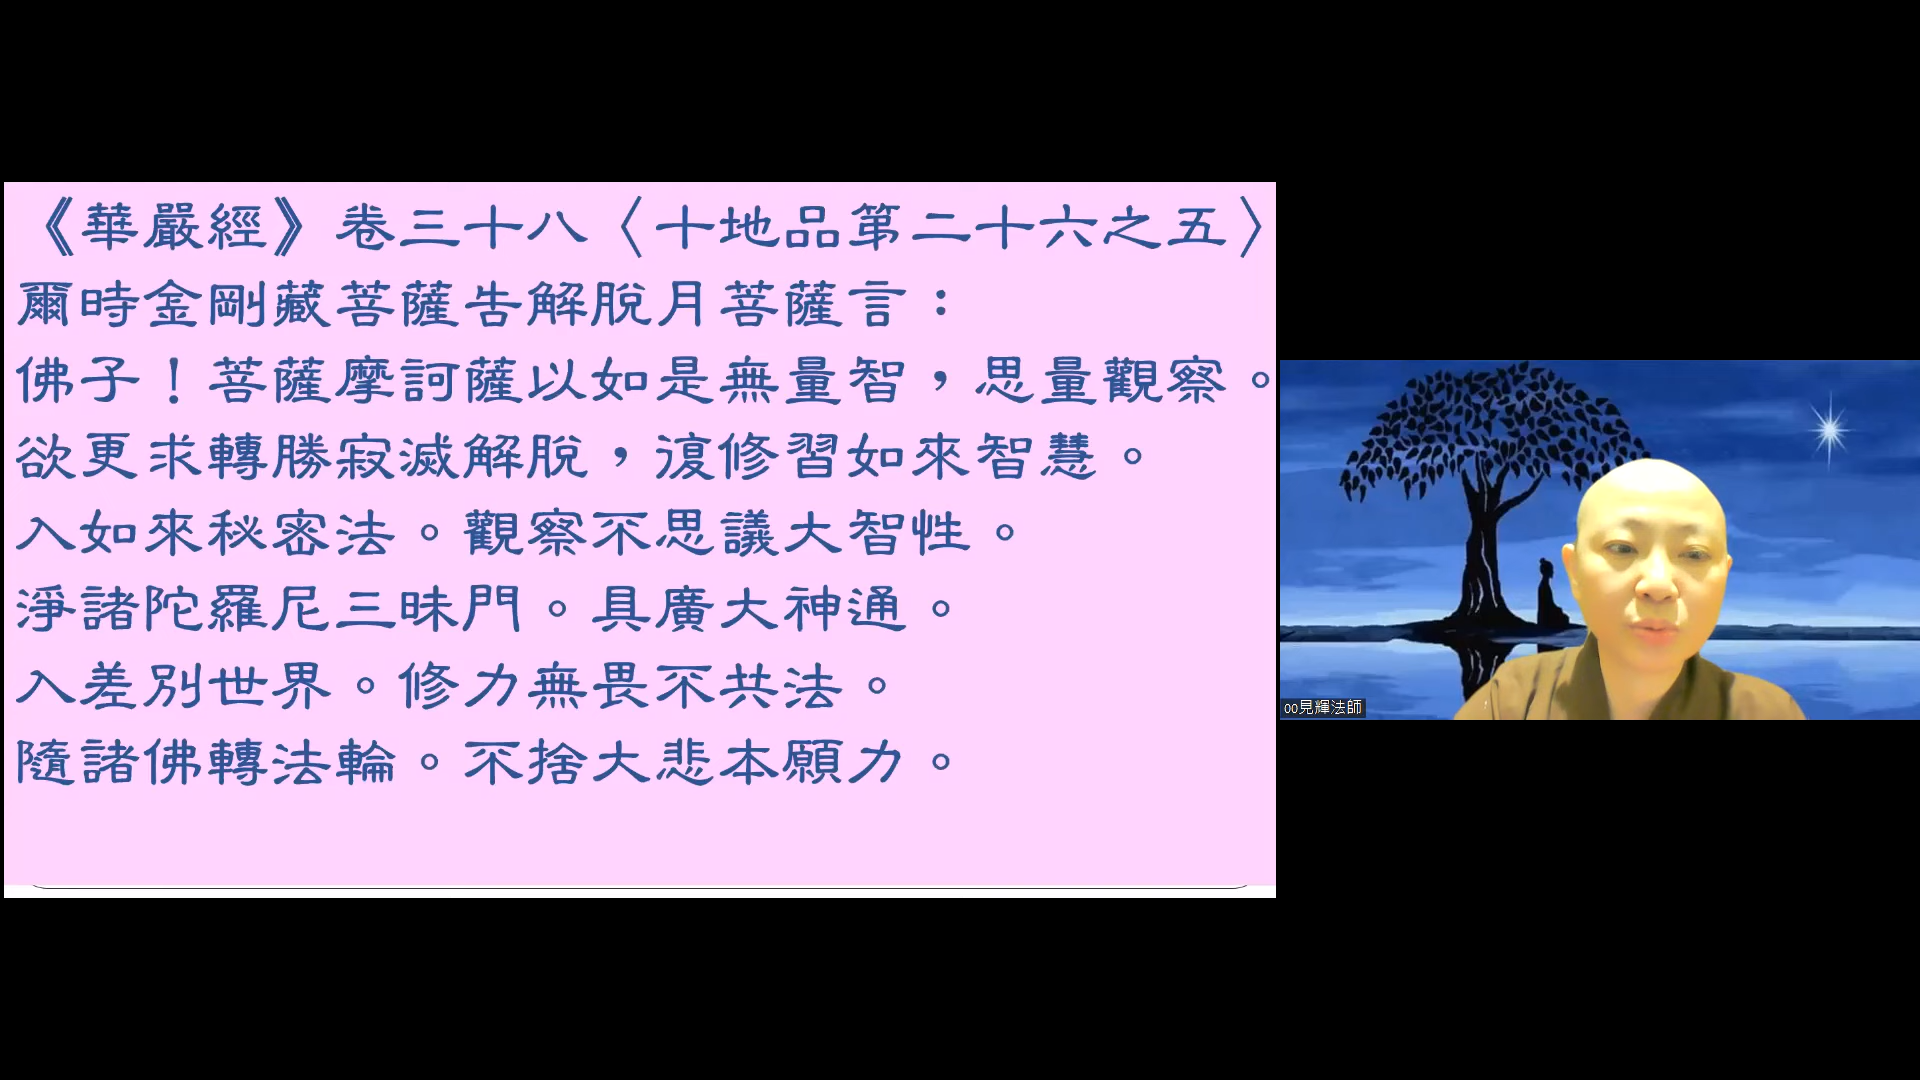 《華嚴經》卷三十八〈十地品第二十六之五〉
爾時金剛藏菩薩告解脫月菩薩言：
佛子！菩薩摩訶薩以如是無量智，思量觀察。
欲更求轉勝寂滅解脫，復修習如來智慧。
入如來秘密法。觀察不思議大智性。
淨諸陀羅尼三昧門。具廣大神通。
入差別世界。修力無畏不共法。
隨諸佛轉法輪。不捨大悲本願力。
oo見輝法師